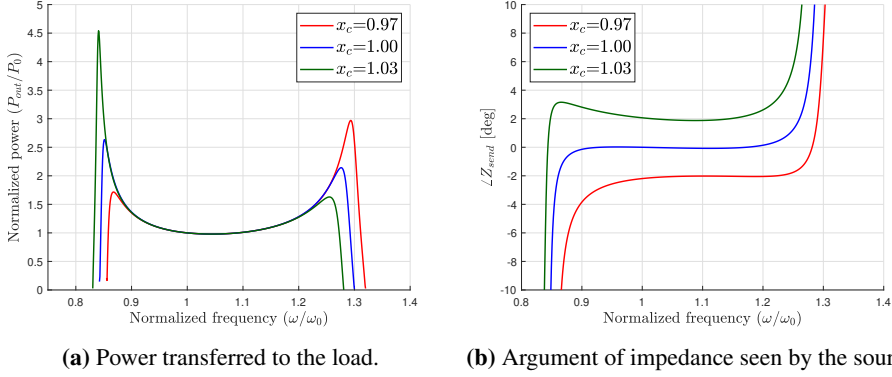 5
4.5
4
3.5
3
2.5
2
1.5
1
0.5
0
Normalized power (P_out/P_0)
x_c=0.97
x_c=1.00
x_c=1.03
0.8 0.9 1 1.1 1.2 1.3 1.4
Normalized frequency (ω/ω_0)
(a) Power transferred to the load.
10
8
6
4
2
0
-2
-4
-6
-8
-10
∠Z_send [deg]
x_c=0.97
x_c=1.00
x_c=1.03
0.8 0.9 1 1.1 1.2 1.3 1.4
Normalized frequency (ω/ω_0)
(b) Argument of impedance seen by the sour